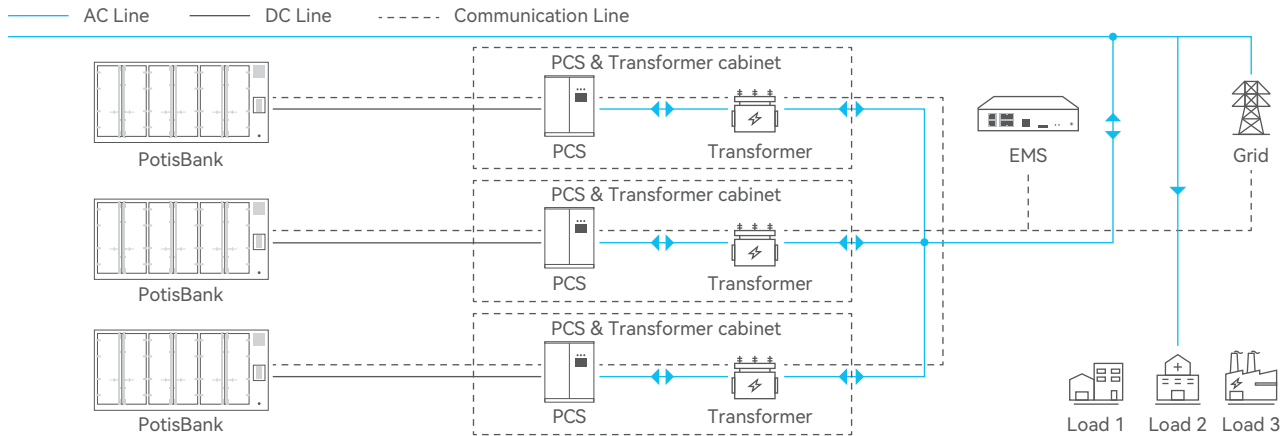 AC Line
DC Line
Communication Line
PCS & Transformer cabinet
PotisBank
PCS
Transformer
EMS
Grid
PCS & Transformer cabinet
PotisBank
PCS
Transformer
PCS & Transformer cabinet
PotisBank
PCS
Transformer
Load 1
Load 2
Load 3